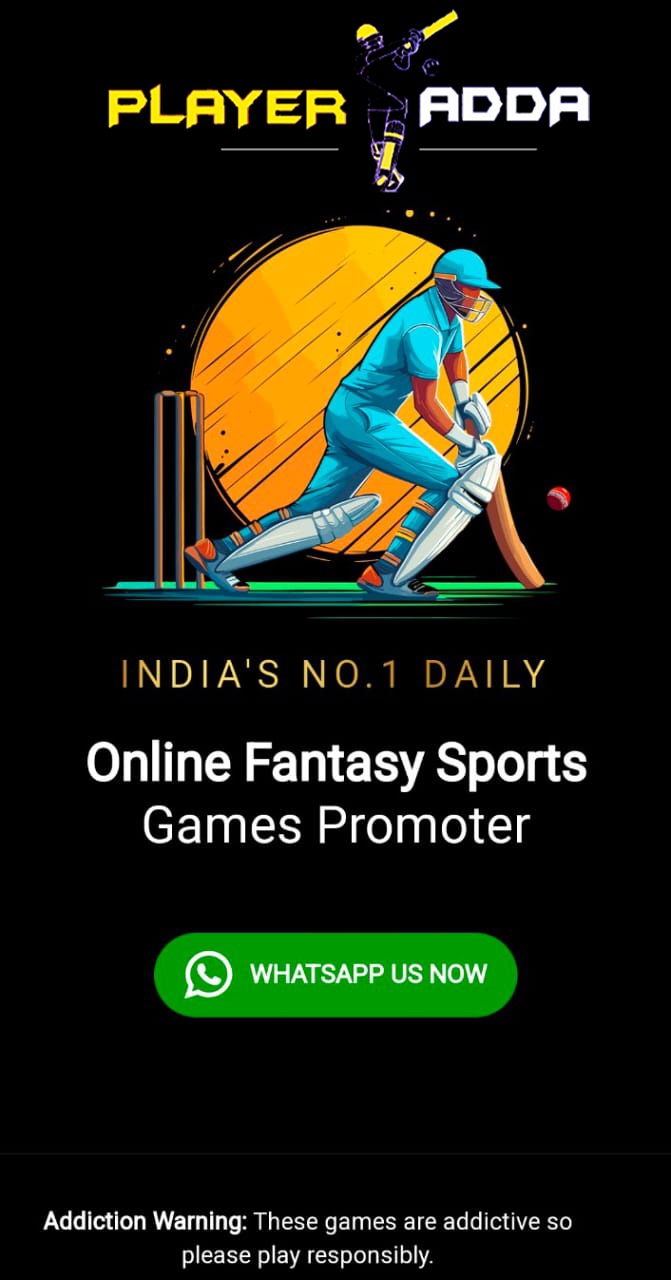 PLAYER ADDA
INDIA'S NO.1 DAILY
Online Fantasy Sports
Games Promoter
WHATSAPP US NOW
Addiction Warning: These games are addictive so
please play responsibly.